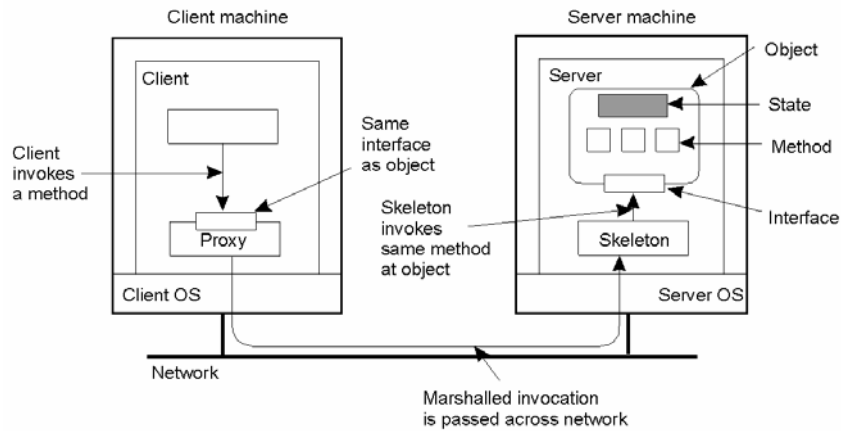 Client machine
Server machine
Client
Server
Object
State
Method
Interface
Client
invokes
a method
Same
interface
as object
Skeleton
invokes
same method
at object
Proxy
Skeleton
Client OS
Server OS
Network
Marshalled invocation
is passed across network